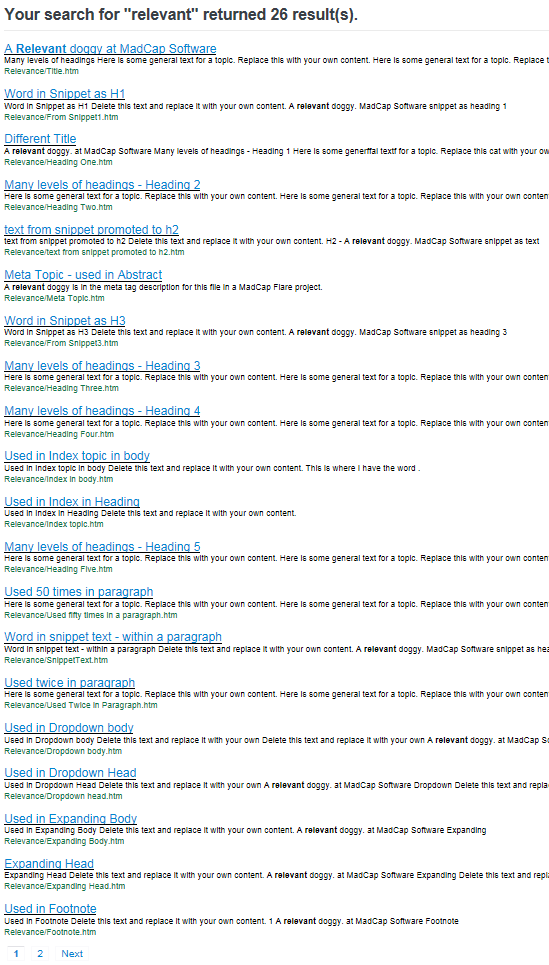 Your search for "relevant" returned 26 result(s).
A Relevant doggy at MadCap Software
Many levels of headings Here is some general text for a topic. Replace this with your own content. Here is some general text for a topic. Replace t
Relevance/Title.htm
Word in Snippet as H1
Word in Snippet as H1 Delete this text and replace it with your own content. A relevant doggy. MadCap Software snippet as heading 1
Relevance/From Snippet1.htm
Different Title
A relevant doggy. at MadCap Software Many levels of headings - Heading 1 Here is some generffal textf for a topic. Replace this cat with your ow
Relevance/Heading One.htm
Many levels of headings - Heading 2
Here is some general text for a topic. Replace this with your own content. Here is some general text for a topic. Replace this with your own conten
Relevance/Heading Two.htm
text from snippet promoted to h2
text from snippet promoted to h2 Delete this text and replace it with your own content. H2 - A relevant doggy. MadCap Software snippet as text
Relevance/text from snippet promoted to h2.htm
Meta Topic - used in Abstract
A relevant doggy is in the meta tag description for this file in a MadCap Flare project.
Relevance/Meta Topic.htm
Word in Snippet as H3
Word in Snippet as H3 Delete this text and replace it with your own content. A relevant doggy. MadCap Software snippet as heading 3
Relevance/From Snippet3.htm
Many levels of headings - Heading 3
Here is some general text for a topic. Replace this with your own content. Here is some general text for a topic. Replace this with your own conten
Relevance/Heading Three.htm
Many levels of headings - Heading 4
Here is some general text for a topic. Replace this with your own content. Here is some general text for a topic. Replace this with your own conten
Relevance/Heading Four.htm
Used in Index topic in body
Used in Index topic in body Delete this text and replace it with your own content. This is where I have the word .
Relevance/Index in body.htm
Used in Index in Heading
Used in Index in Heading Delete this text and replace it with your own content.
Relevance/Index topic.htm
Many levels of headings - Heading 5
Here is some general text for a topic. Replace this with your own content. Here is some general text for a topic. Replace this with your own conten
Relevance/Heading Five.htm
Used 50 times in paragraph
Here is some general text for a topic. Replace this with your own content. Here is some general text for a topic. Replace this with your own conten
Relevance/Used fifty times in a paragraph.htm
Word in snippet text - within a paragraph
Word in snippet text - within a paragraph Delete this text and replace it with your own content. A relevant doggy. MadCap Software snippet as hea
Relevance/SnippetText.htm
Used twice in paragraph
Here is some general text for a topic. Replace this with your own content. Here is some general text for a topic. Replace this with your own conten
Relevance/Used Twice in Paragraph.htm
Used in Dropdown body
Used in Dropdown body Delete this text and replace it with your own Delete this text and replace it with your own A relevant doggy. at MadCap So
Relevance/Dropdown body.htm
Used in Dropdown Head
Used in Dropdown Head Delete this text and replace it with your own A relevant doggy. at MadCap Software Dropdown Delete this text and repla
Relevance/Dropdown head.htm
Used in Expanding Body
Used in Expanding Body Delete this text and replace it with your own content. A relevant doggy. at MadCap Software Expanding
Relevance/Expanding Body.htm
Expanding Head
Expanding Head Delete this text and replace it with your own content. A relevant doggy. at MadCap Software Expanding Delete this text and repl
Relevance/Expanding Head.htm
Used in Footnote
Used in Footnote Delete this text and replace it with your own content. 1 A relevant doggy. at MadCap Software Footnote
Relevance/Footnote.htm
1 2 Next